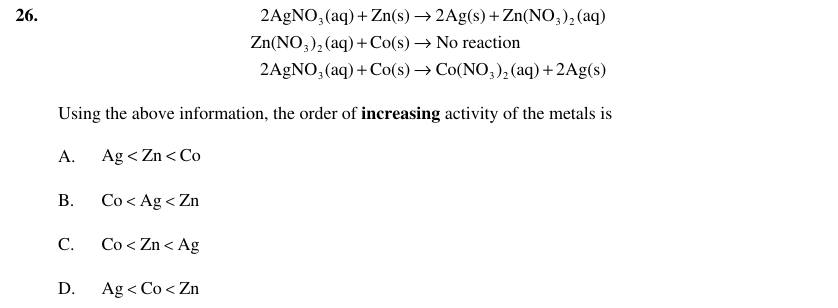 26. 2AgNO₃(aq) + Zn(s) → 2Ag(s) + Zn(NO₃)₂(aq)
Zn(NO₃)₂(aq) + Co(s) → No reaction
2AgNO₃(aq) + Co(s) → Co(NO₃)₂(aq) + 2Ag(s)
Using the above information, the order of increasing activity of the metals is
A. Ag < Zn < Co
B. Co < Ag < Zn
C. Co < Zn < Ag
D. Ag < Co < Zn